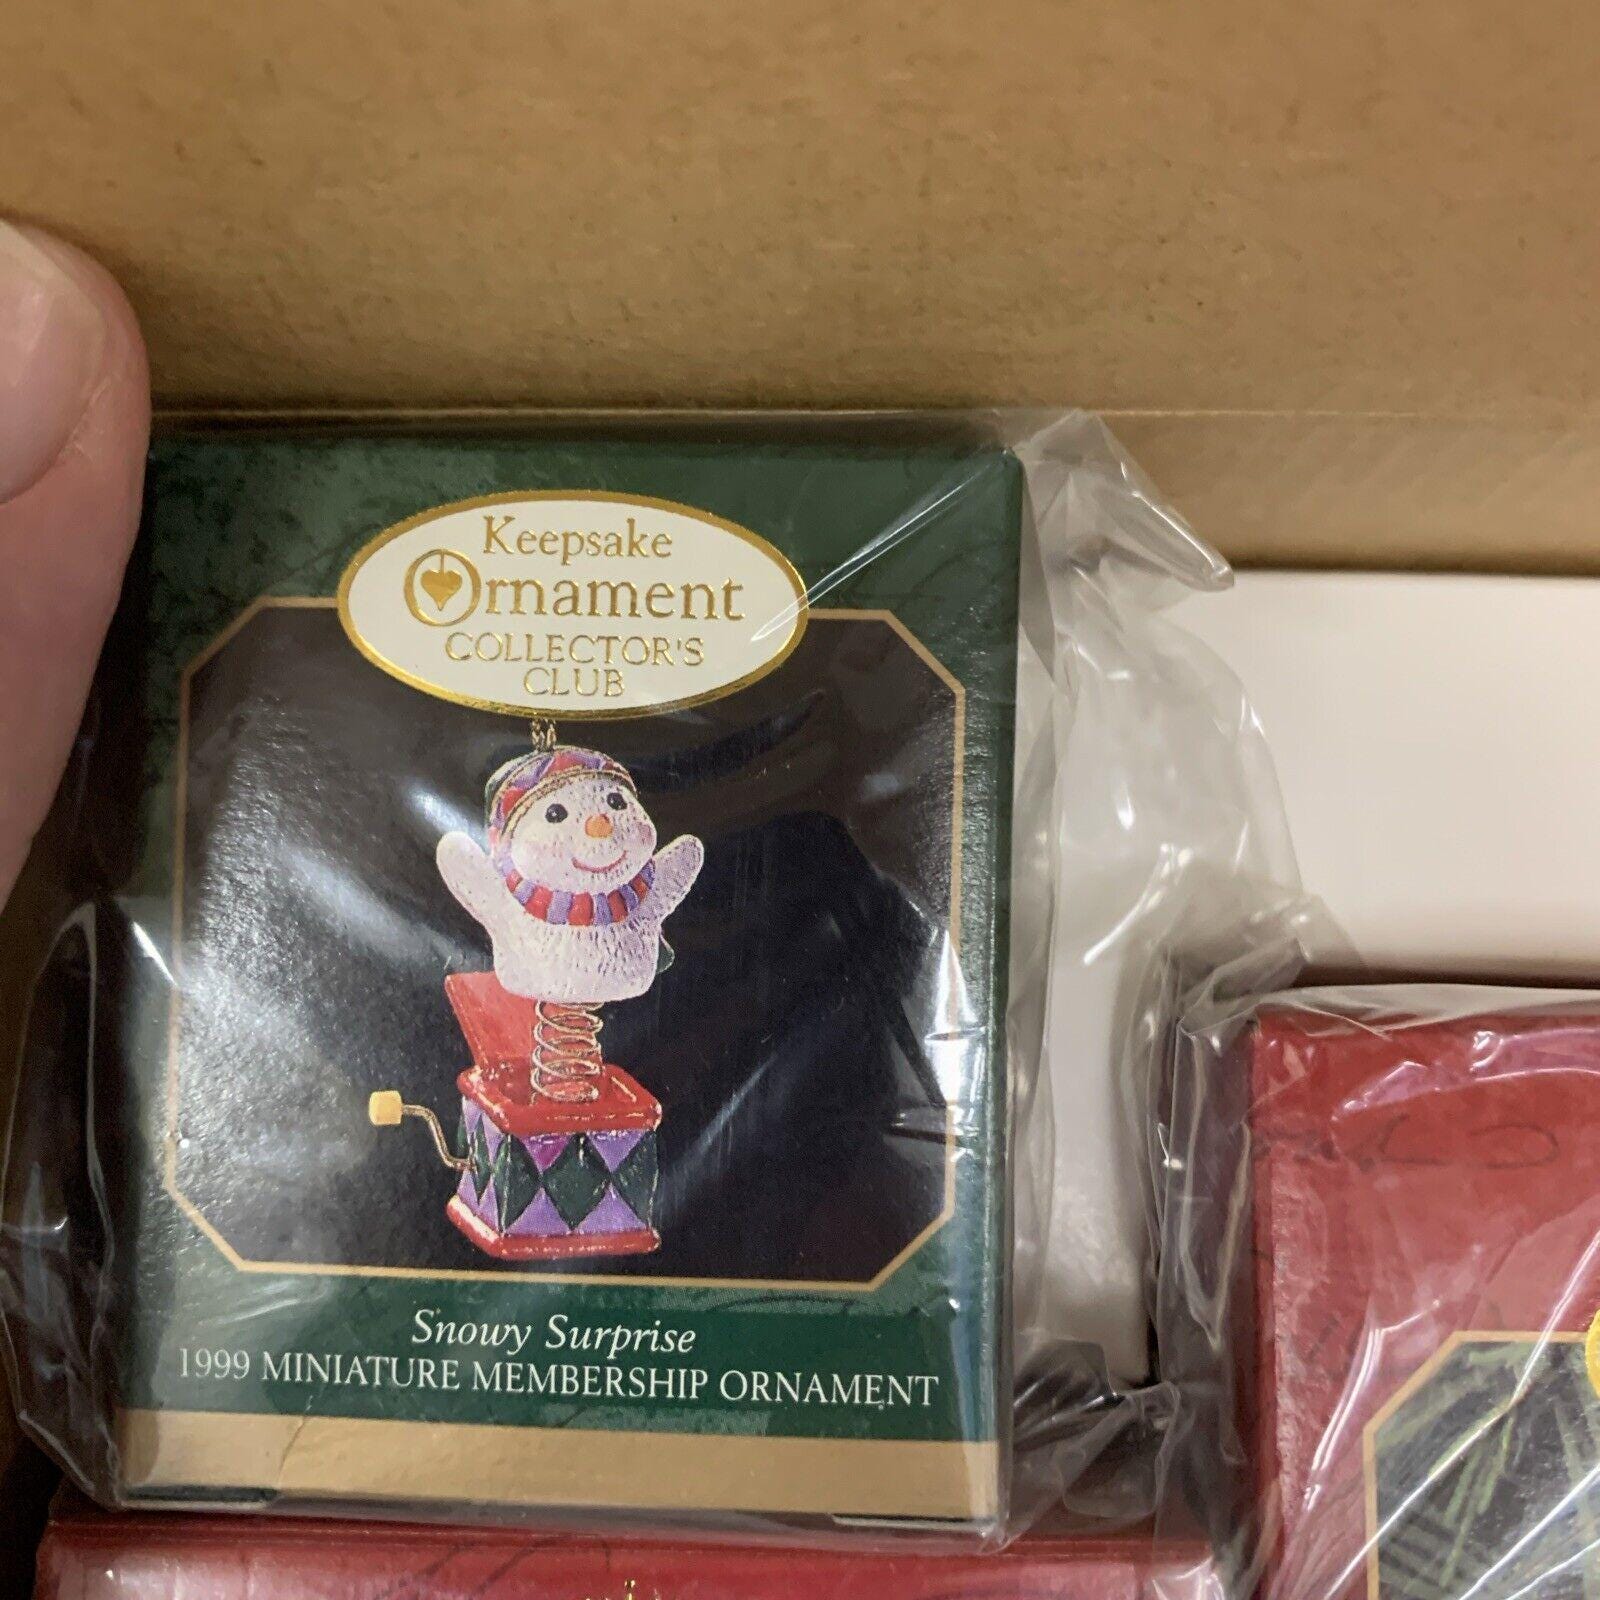 Keepsake
Ornament
COLLECTOR'S
CLUB
Snowy Surprise
1999 MINIATURE MEMBERSHIP ORNAMENT